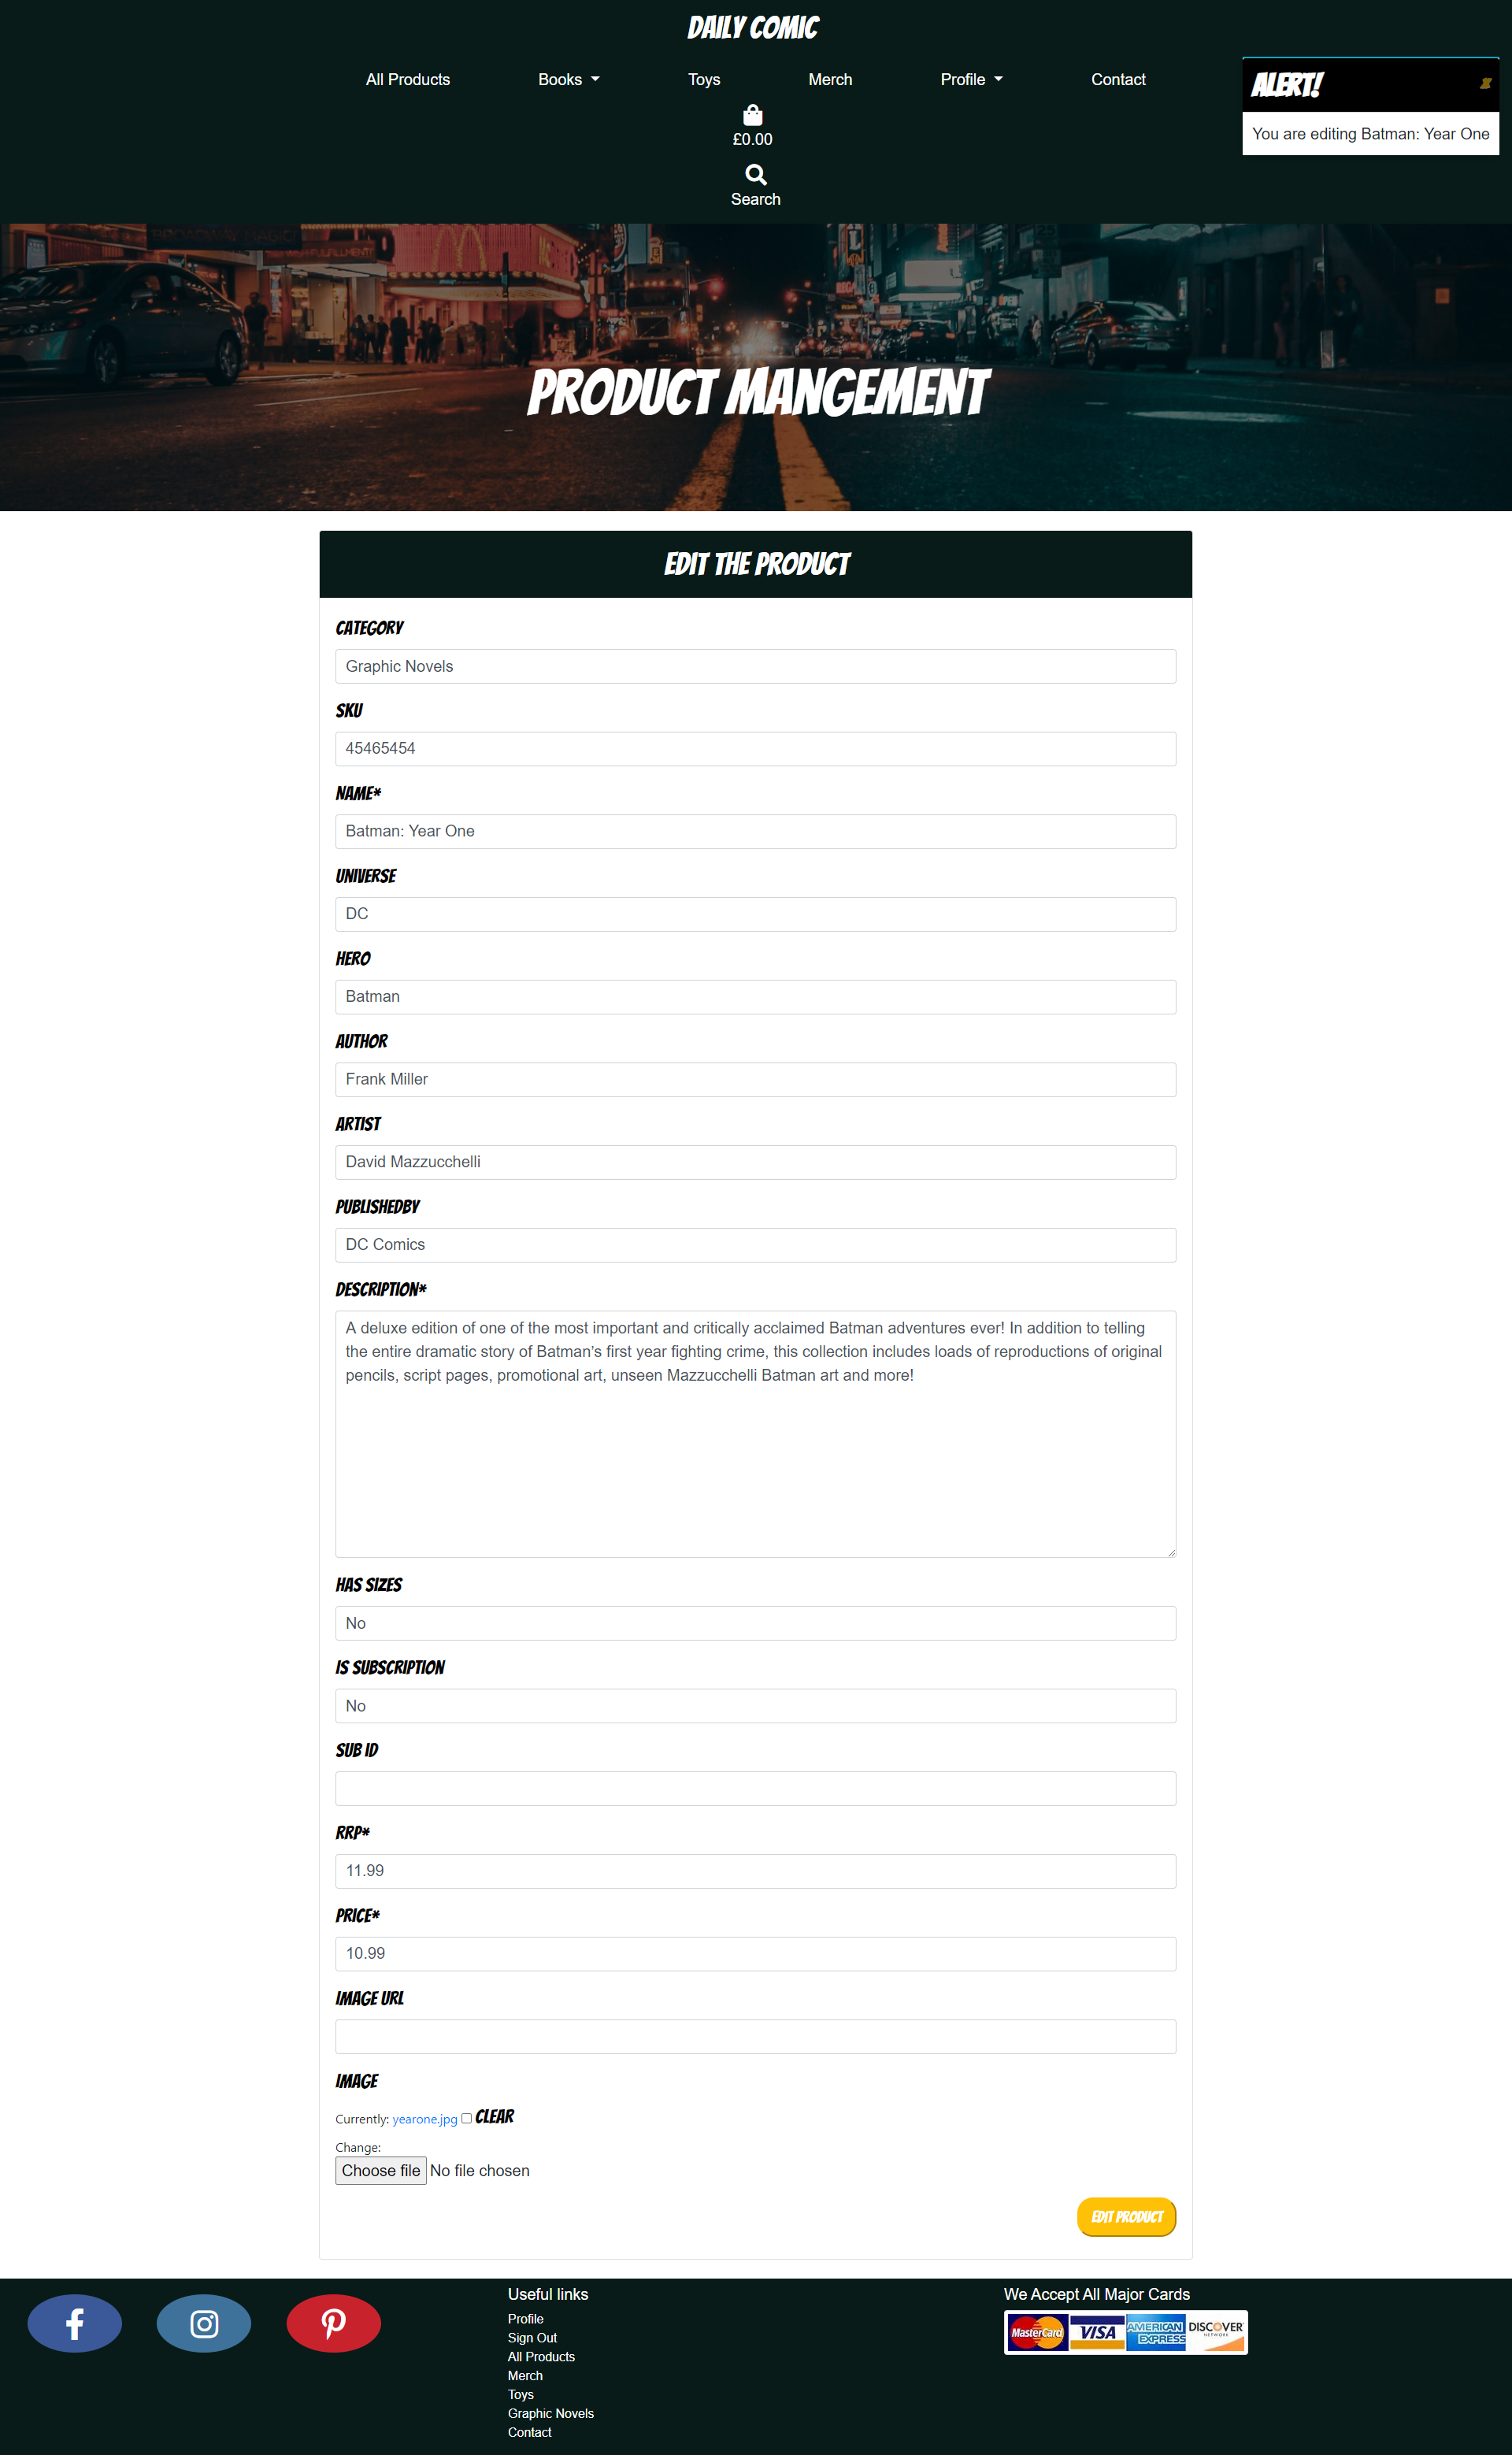 DAILY COMIC
All Products
Books
Toys
Merch
Profile
Contact
£0.00
Search
ALERT!
x
You are editing Batman: Year One
PRODUCT MANGEMENT
EDIT THE PRODUCT
CATEGORY
Graphic Novels
SKU
45465454
NAME*
Batman: Year One
UNIVERSE
DC
HERO
Batman
AUTHOR
Frank Miller
ARTIST
David Mazzucchelli
PUBLISHEDBY
DC Comics
DESCRIPTION*
A deluxe edition of one of the most important and critically acclaimed Batman adventures ever! In addition to telling
the entire dramatic story of Batman’s first year fighting crime, this collection includes loads of reproductions of original
pencils, script pages, promotional art, unseen Mazzucchelli Batman art and more!
HAS SIZES
No
IS SUBSCRIPTION
No
SUB ID
RRP*
11.99
PRICE*
10.99
IMAGE URL
IMAGE
Currently: yearone.jpg CLEAR
Change:
Choose file No file chosen
EDIT PRODUCT
Useful links
Profile
Sign Out
All Products
Merch
Toys
Graphic Novels
Contact
We Accept All Major Cards
MasterCard
VISA
AMERICAN EXPRESS
DISCOVER
NETWORK